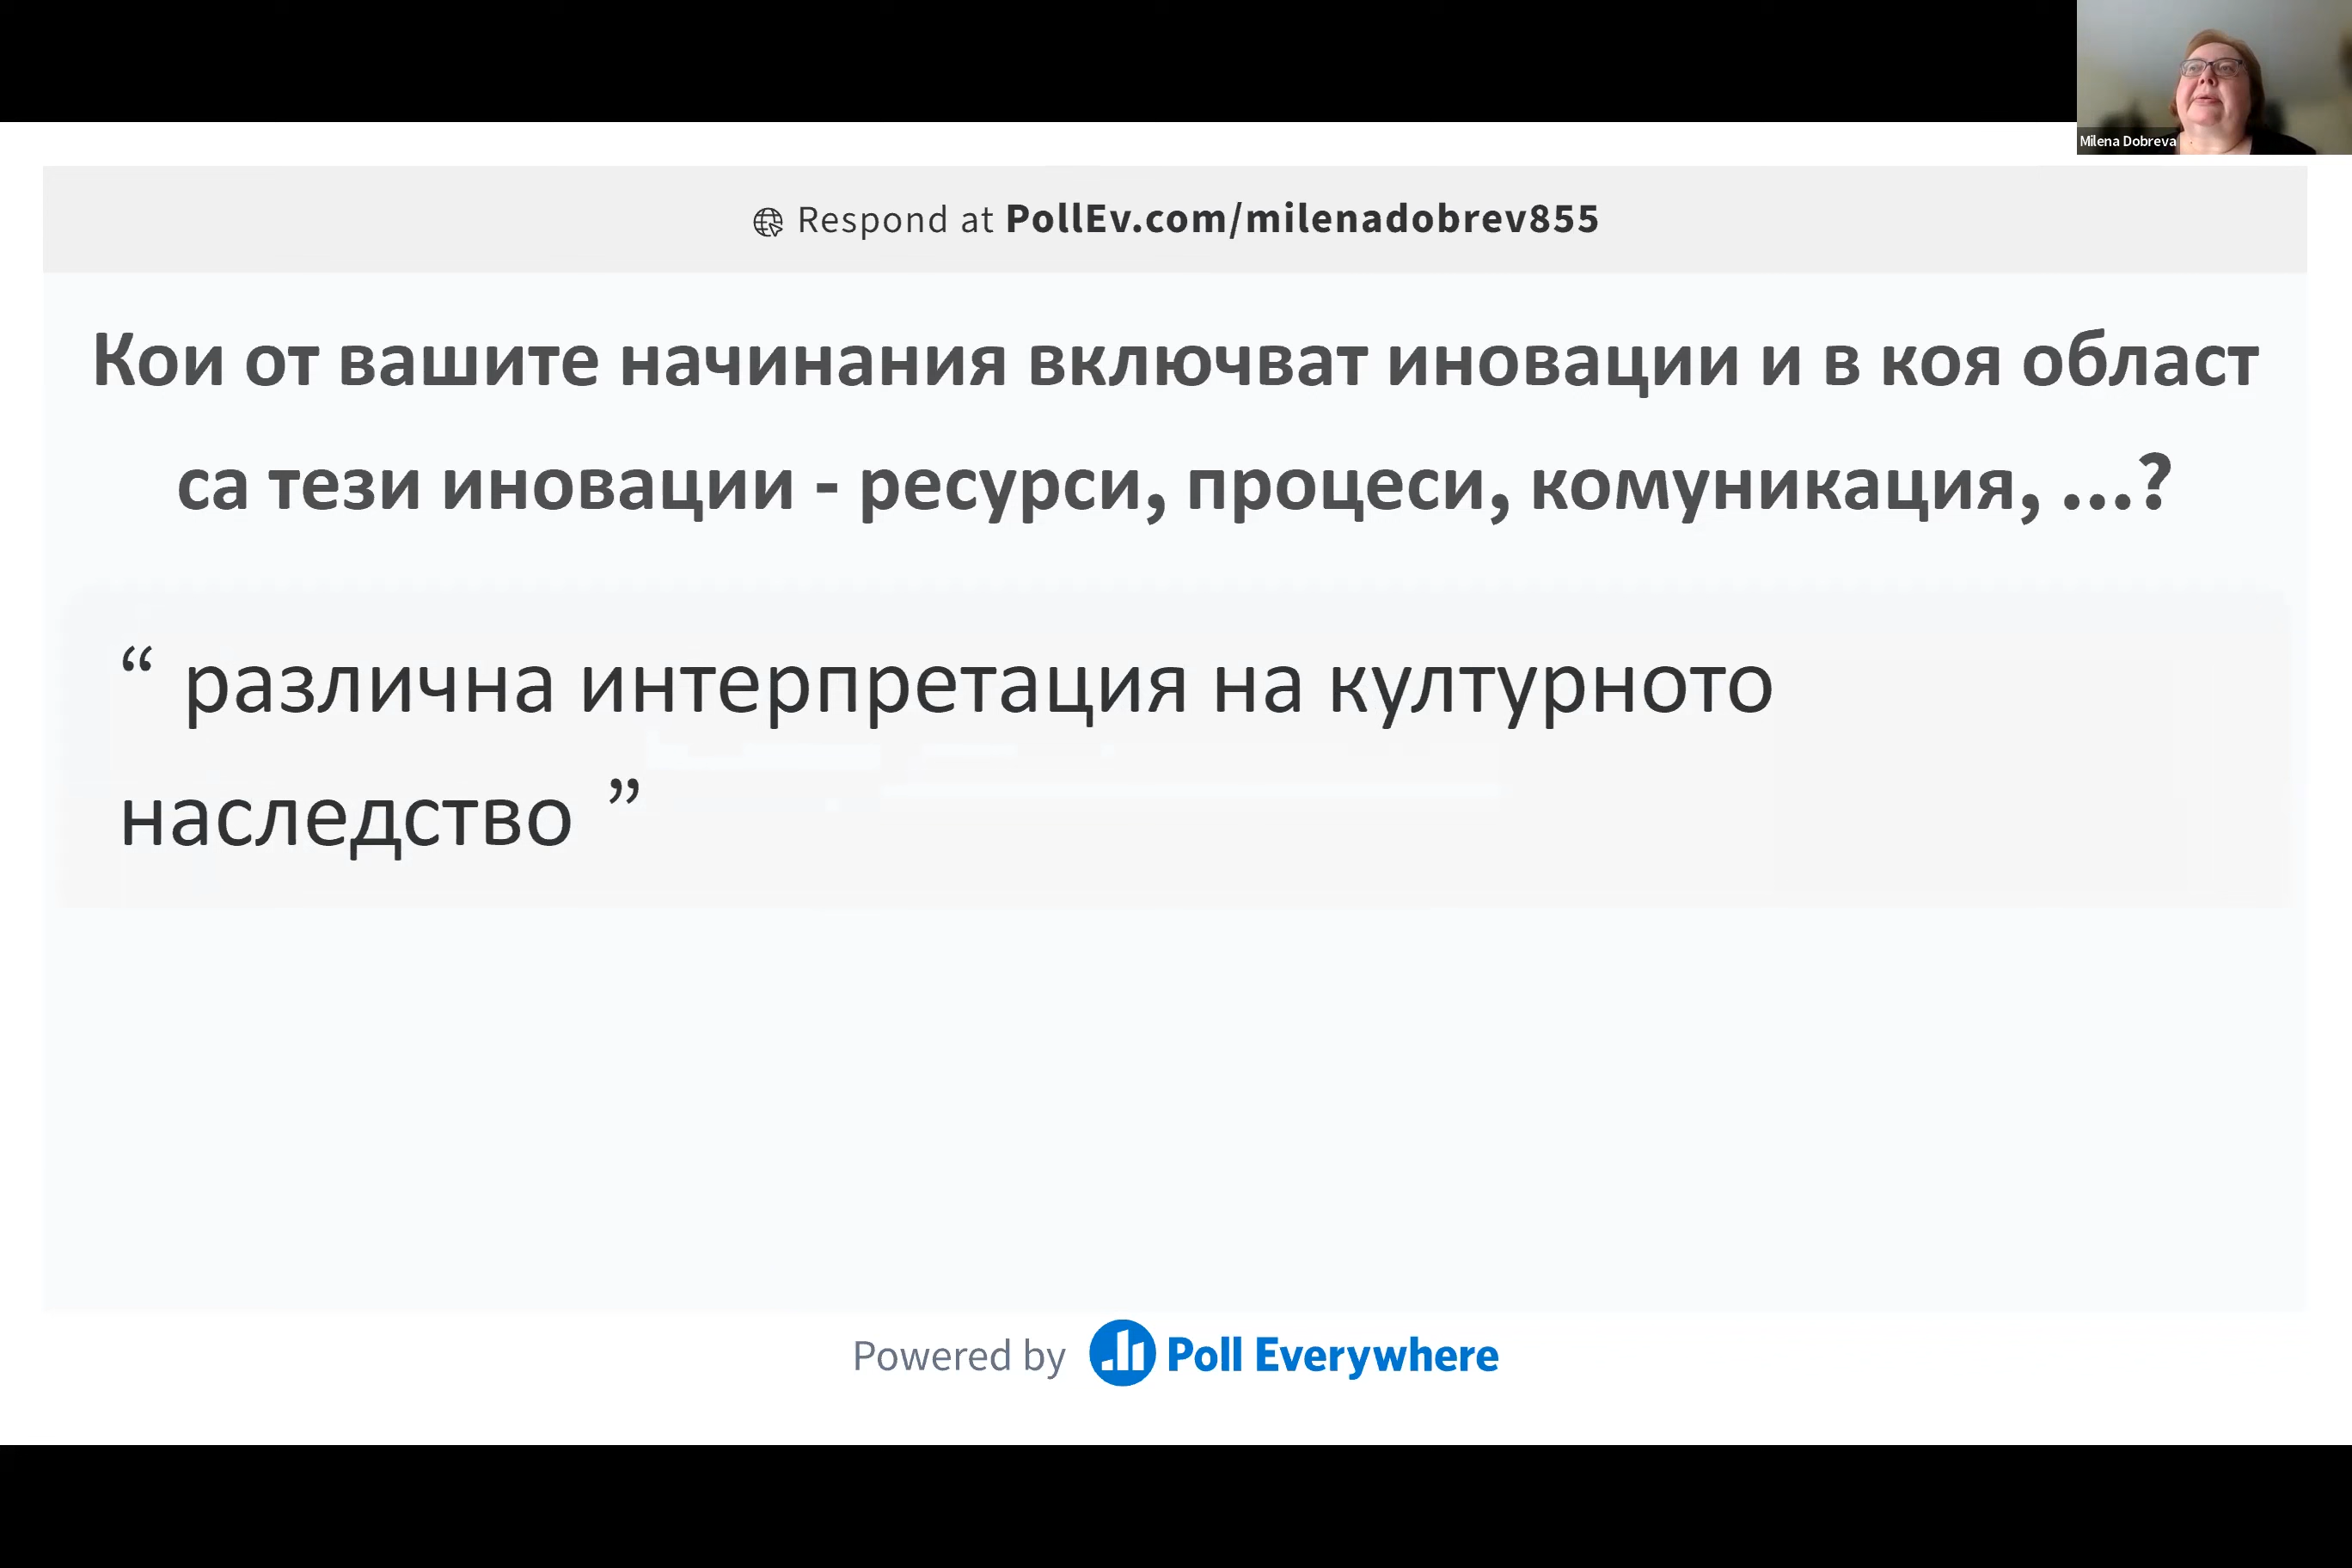 Milena Dobreva
Respond at PollEv.com/milenadobrev855
Кои от вашите начинания включват иновации и в коя област
са тези иновации - ресурси, процеси, комуникация, ...?
“ различна интерпретация на културното
наследство ”
Powered by Poll Everywhere